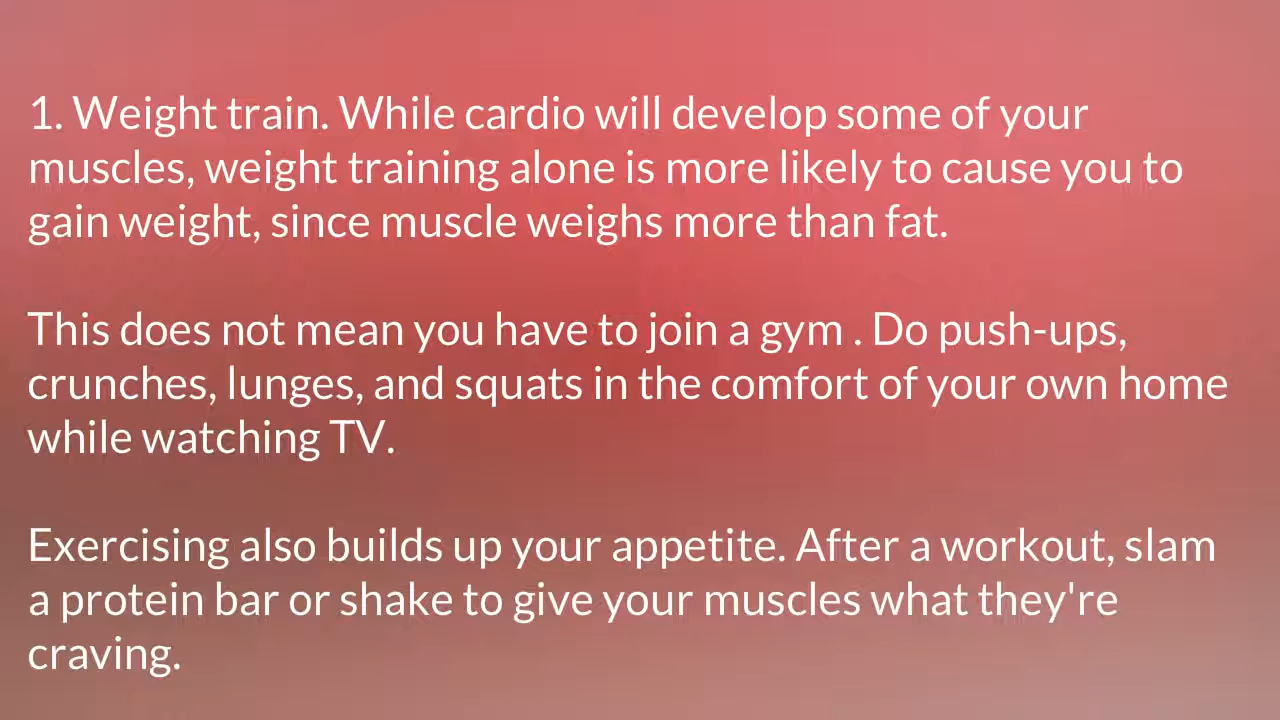 1. Weight train. While cardio will develop some of your
muscles, weight training alone is more likely to cause you to
gain weight, since muscle weighs more than fat.
This does not mean you have to join a gym . Do push-ups,
crunches, lunges, and squats in the comfort of your own home
while watching TV.
Exercising also builds up your appetite. After a workout, slam
a protein bar or shake to give your muscles what they're
craving.